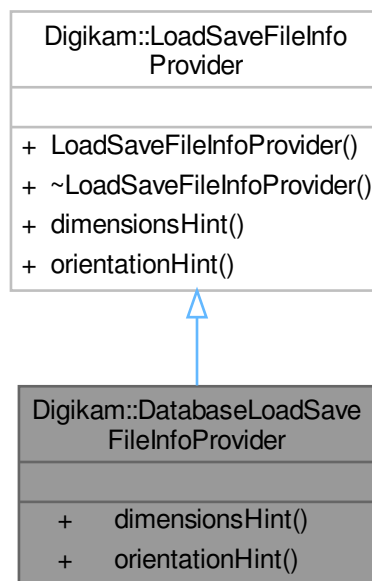 Digikam::LoadSaveFileInfo
Provider
+ LoadSaveFileInfoProvider()
+ ~LoadSaveFileInfoProvider()
+ dimensionsHint()
+ orientationHint()
Digikam::DatabaseLoadSave
FileInfoProvider
+ dimensionsHint()
+ orientationHint()